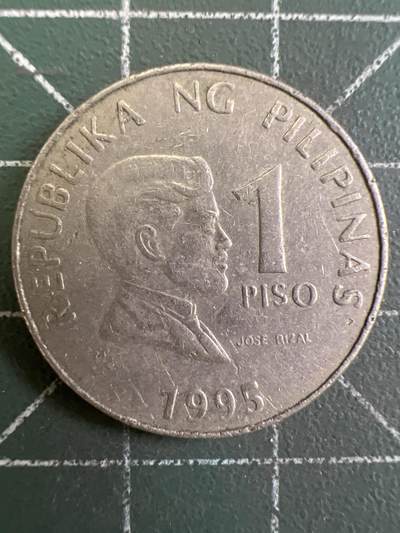 REPUBLIKA NG PILIPINAS
1
PISO
JOSE RIZAL
1995